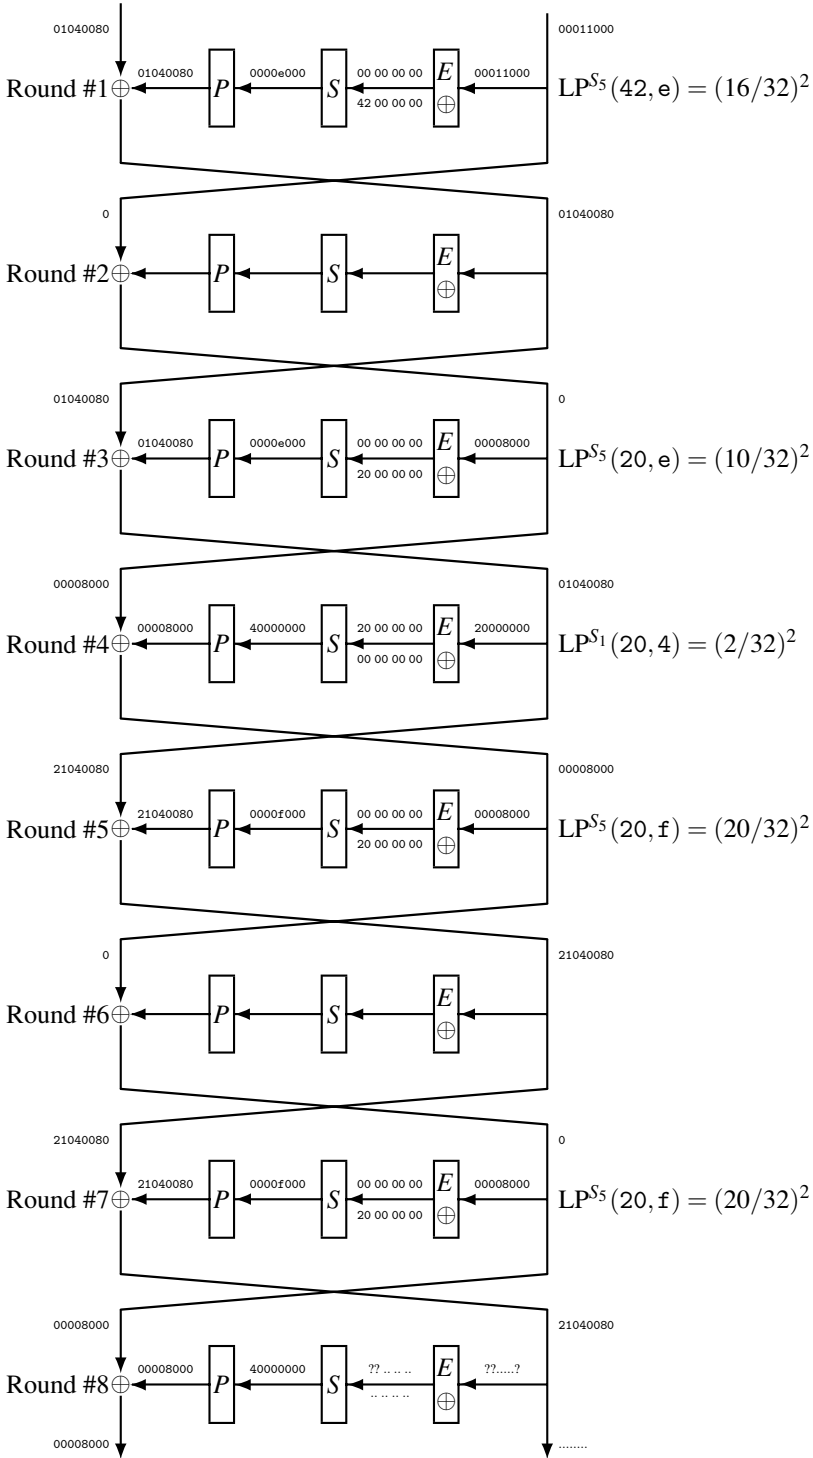 01040080 00011000
01040080 0000e000 00 00 00 00 00011000
Round #1 ⊕ P S E ⊕ LP^{S_5}(42, e) = (16/32)^2
42 00 00 00
0 01040080
Round #2 ⊕ P S E ⊕
01040080 0
01040080 0000e000 00 00 00 00 00008000
Round #3 ⊕ P S E ⊕ LP^{S_5}(20, e) = (10/32)^2
20 00 00 00
00008000 01040080
00008000 40000000 20 00 00 00 20000000
Round #4 ⊕ P S E ⊕ LP^{S_1}(20, 4) = (2/32)^2
00 00 00 00
21040080 00008000
21040080 0000f000 00 00 00 00 00008000
Round #5 ⊕ P S E ⊕ LP^{S_5}(20, f) = (20/32)^2
20 00 00 00
0 21040080
Round #6 ⊕ P S E ⊕
21040080 0
21040080 0000f000 00 00 00 00 00008000
Round #7 ⊕ P S E ⊕ LP^{S_5}(20, f) = (20/32)^2
20 00 00 00
00008000 21040080
00008000 40000000 ?? .. .. .. ??.....?
Round #8 ⊕ P S E ⊕
.. .. .. ..
00008000 ........